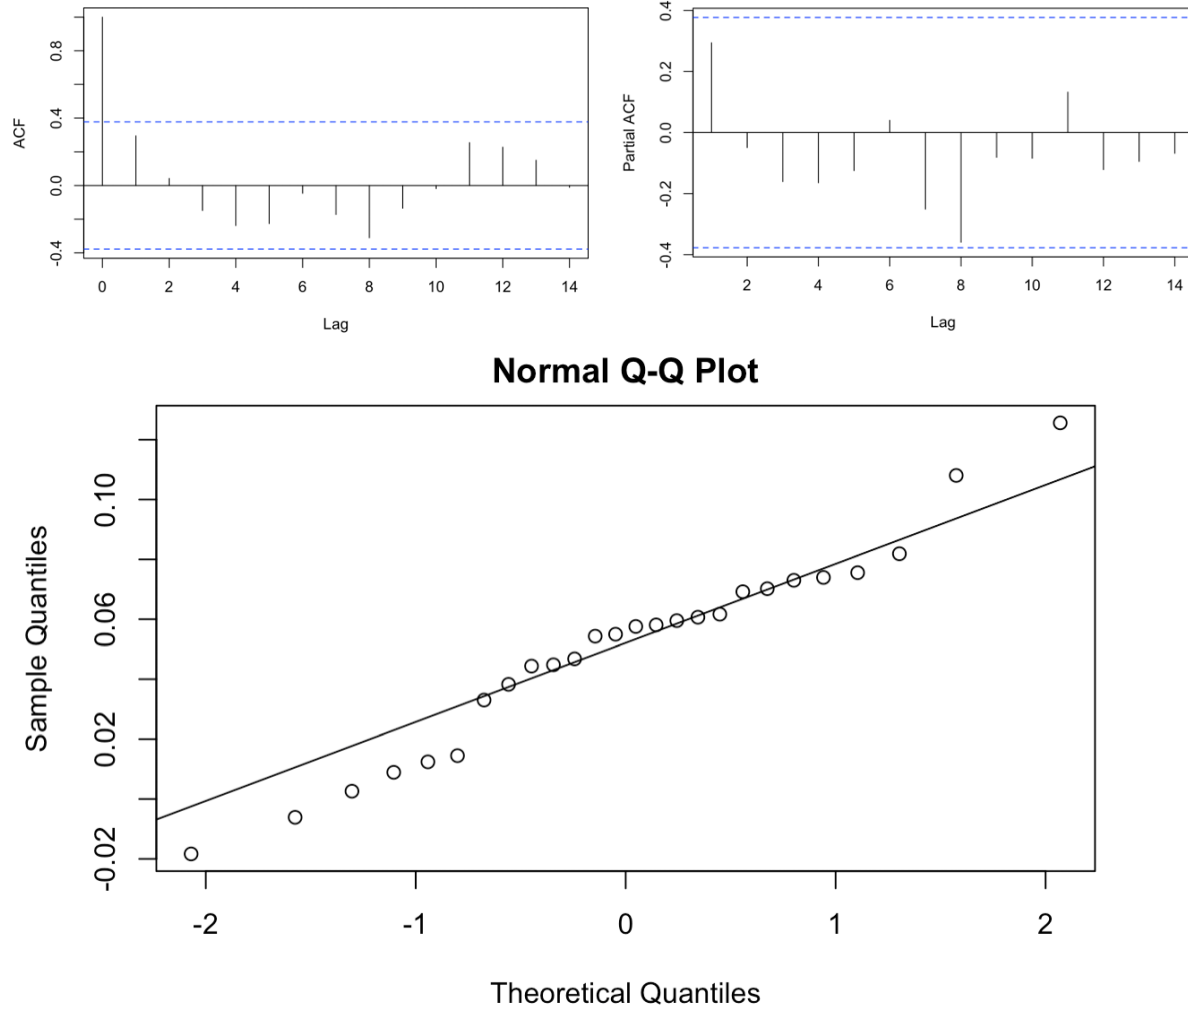 ACF
0.8
0.4
0.0
-0.4
0 2 4 6 8 10 12 14
Lag
Partial ACF
0.4
0.2
0.0
-0.2
-0.4
2 4 6 8 10 12 14
Lag
Normal Q-Q Plot
Sample Quantiles
0.10
0.06
0.02
-0.02
-2 -1 0 1 2
Theoretical Quantiles